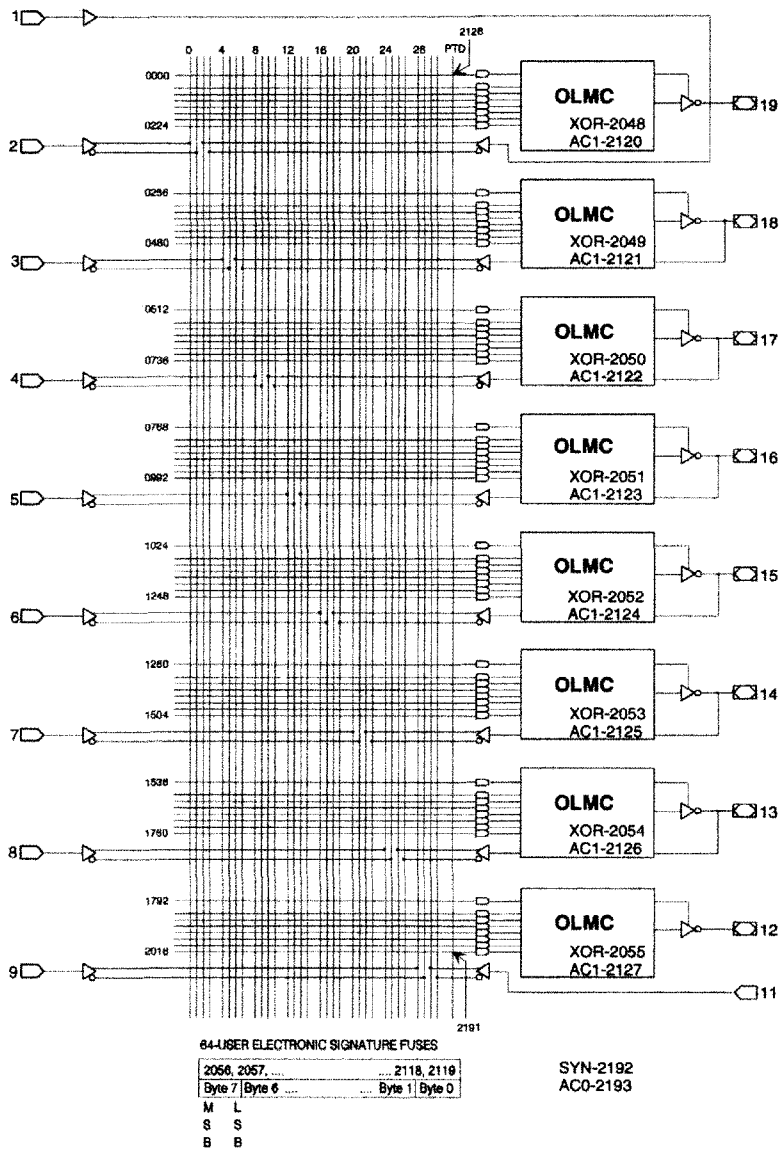 1
2128
0 4 8 12 16 20 24 28 PTD
0000
OLMC
19
XOR-2048
0224
AC1-2120
2
0256
OLMC
18
XOR-2049
0480
AC1-2121
3
0612
OLMC
17
XOR-2050
0736
AC1-2122
4
0768
OLMC
16
XOR-2051
0992
AC1-2123
5
1024
OLMC
15
XOR-2052
1248
AC1-2124
6
1280
OLMC
14
XOR-2053
1504
AC1-2125
7
1536
OLMC
13
XOR-2054
1760
AC1-2126
8
1792
OLMC
12
XOR-2055
2016
AC1-2127
9
11
2191
64-USER ELECTRONIC SIGNATURE FUSES
2056, 2057, .... .... 2118, 2119
Byte 7 Byte 6 .... .... Byte 1 Byte 0
M L
S S
B B
SYN-2192
AC0-2193